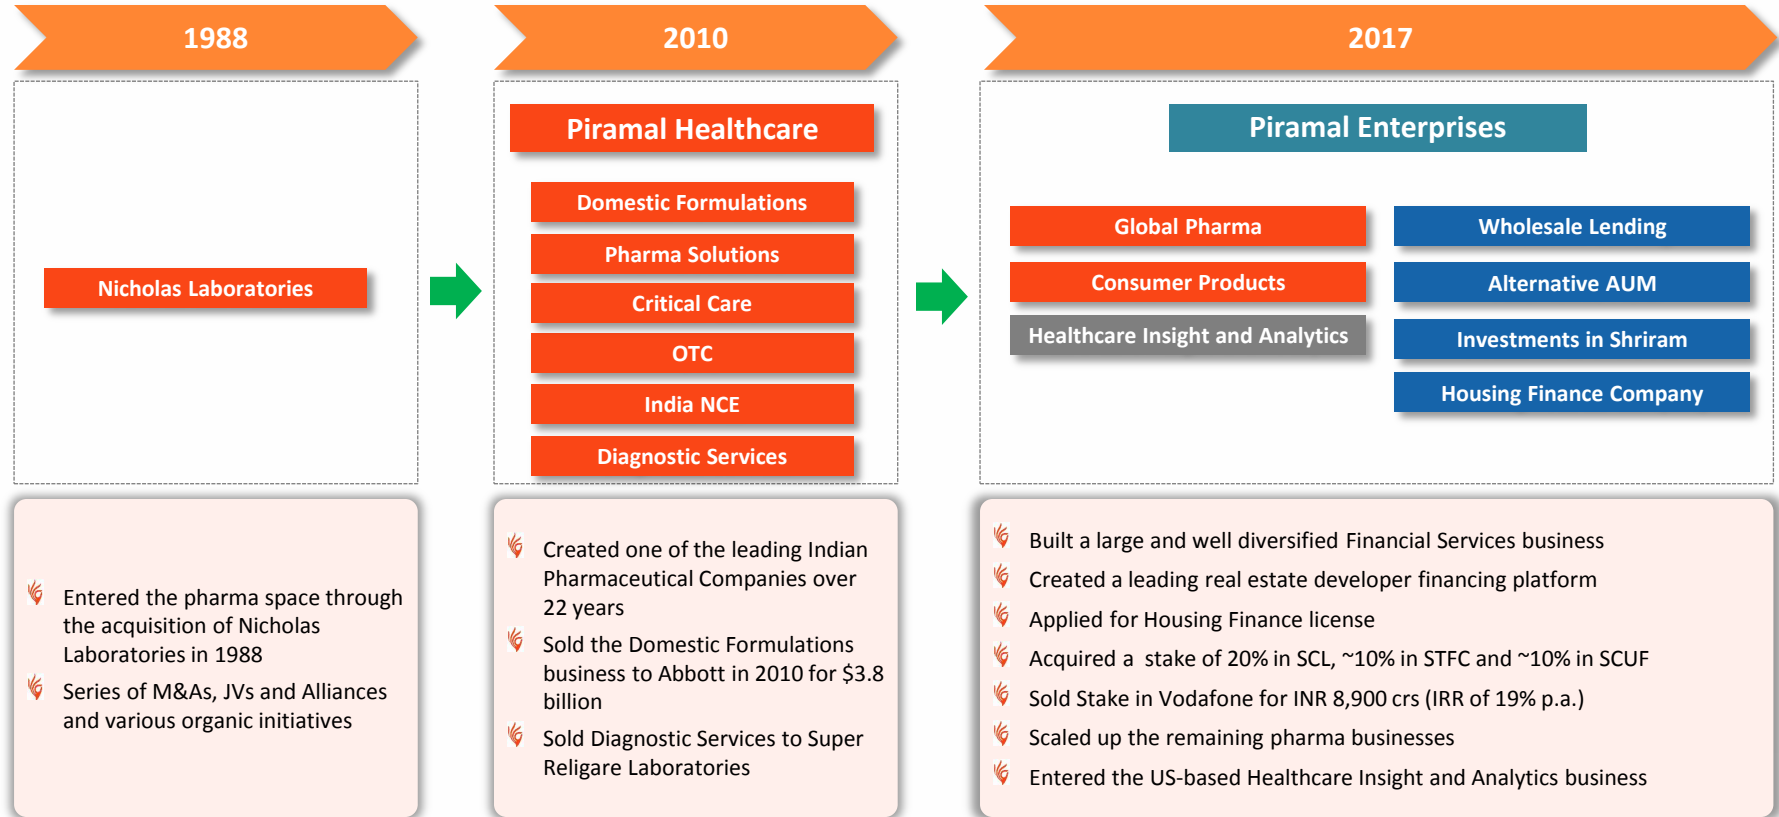 1988
2010
2017
Nicholas Laboratories
Piramal Healthcare
Domestic Formulations
Pharma Solutions
Critical Care
OTC
India NCE
Diagnostic Services
Piramal Enterprises
Global Pharma
Consumer Products
Healthcare Insight and Analytics
Wholesale Lending
Alternative AUM
Investments in Shriram
Housing Finance Company
Entered the pharma space through
the acquisition of Nicholas
Laboratories in 1988
Series of M&As, JVs and Alliances
and various organic initiatives
Created one of the leading Indian
Pharmaceutical Companies over
22 years
Sold the Domestic Formulations
business to Abbott in 2010 for $3.8
billion
Sold Diagnostic Services to Super
Religare Laboratories
Built a large and well diversified Financial Services business
Created a leading real estate developer financing platform
Applied for Housing Finance license
Acquired a stake of 20% in SCL, ~10% in STFC and ~10% in SCUF
Sold Stake in Vodafone for INR 8,900 crs (IRR of 19% p.a.)
Scaled up the remaining pharma businesses
Entered the US-based Healthcare Insight and Analytics business